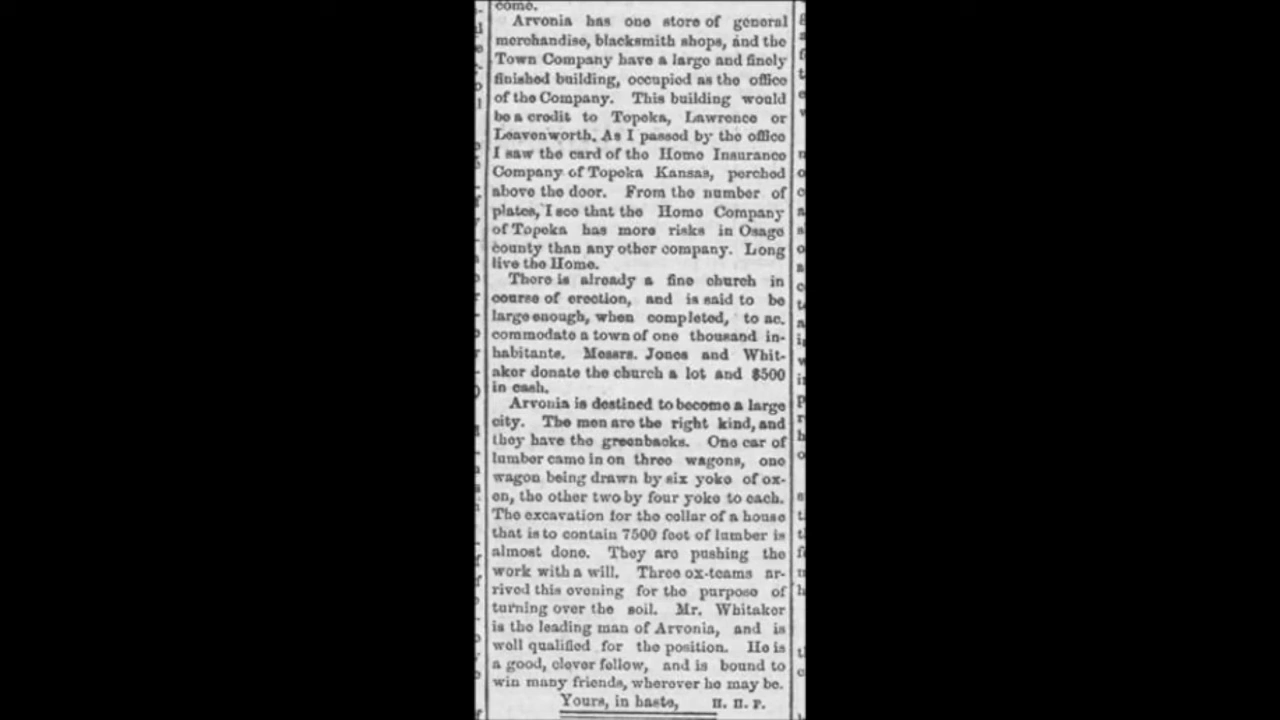 come.
Arvonia has one store of general
merchandise, blacksmith shops, and the
Town Company have a large and finely
finished building, occupied as the office
of the Company. This building would
be a credit to Topeka, Lawrence or
Leavenworth. As I passed by the office
I saw the card of the Home Insurance
Company of Topeka Kansas, perched
above the door. From the number of
plates, I see that the Home Company
of Topeka has more risks in Osage
county than any other company. Long
live the Home.
There is already a fine church in
course of erection, and is said to be
large enough, when completed, to ac.
commodate a town of one thousand in-
habitants. Messrs. Jones and Whit-
aker donate the church a lot and $500
in cash.
Arvonia is destined to become a large
city. The men are the right kind, and
they have the greenbacks. One car of
lumber came in on three wagons, one
wagon being drawn by six yoke of ox-
en, the other two by four yoke to each.
The excavation for the cellar of a house
that is to contain 7500 feet of lumber is
almost done. They are pushing the
work with a will. Three ox-teams ar-
rived this evening for the purpose of
turning over the soil. Mr. Whitaker
is the leading man of Arvonia, and is
well qualified for the position. He is
a good, clever fellow, and is bound to
win many friends, wherever he may be.
Yours, in haste, H. H. P.